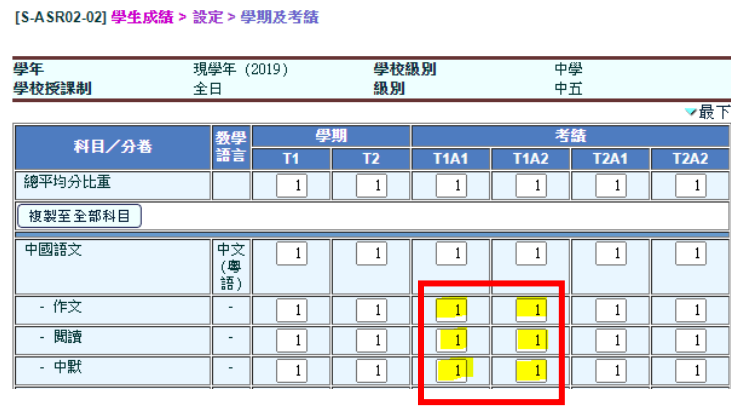 [S-ASR02-02] 學生成績 > 設定 > 學期及考績
學年 現學年 (2019) 學校級別 中學
學校授課制 全日 級別 中五
最下
科目／分卷 教學語言 學期 考績
T1 T2 T1A1 T1A2 T2A1 T2A2
總平均分比重 1 1 1 1 1 1
複製至全部科目
中國語文 中文(粵語) 1 1 1 1 1 1
- 作文 - 1 1 1 1 1 1
- 閱讀 - 1 1 1 1 1 1
- 中默 - 1 1 1 1 1 1